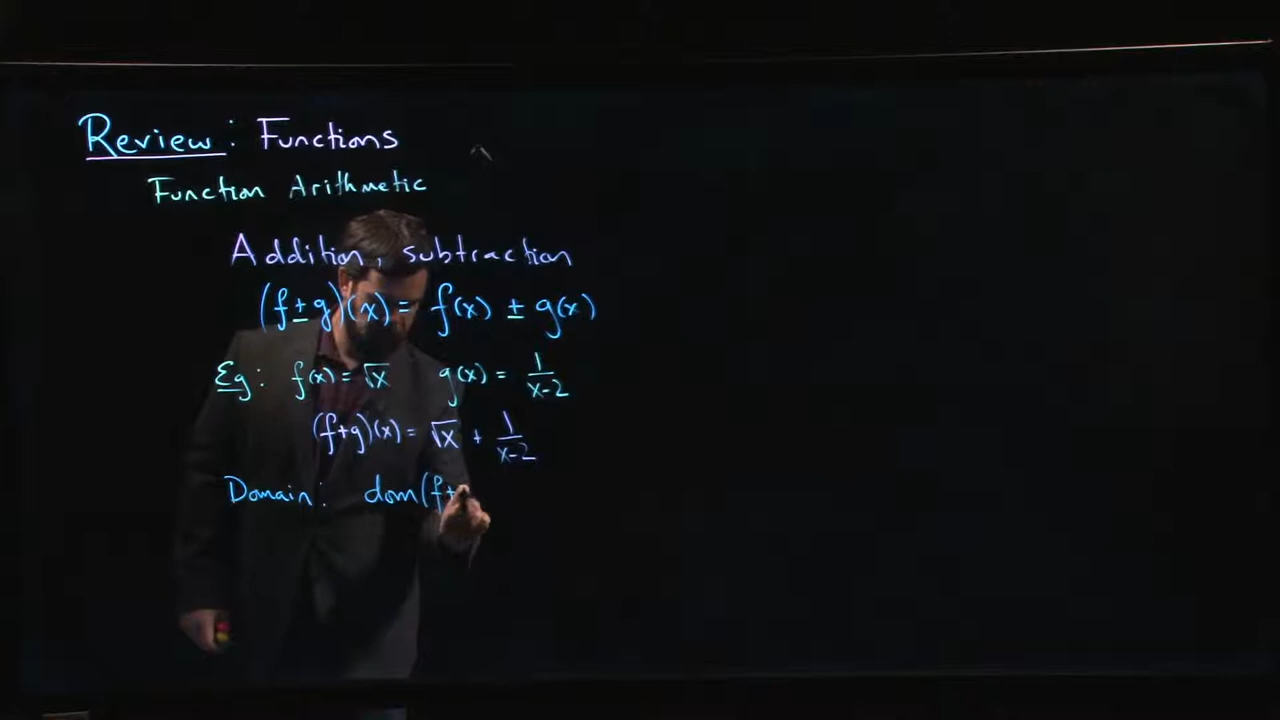 Review: Functions
Function Arithmetic
Addition, subtraction
(f±g)(x) = f(x) ± g(x)
Eg: f(x) = √x g(x) = 1/(x-2)
(f+g)(x) = √x + 1/(x-2)
Domain: dom(f+